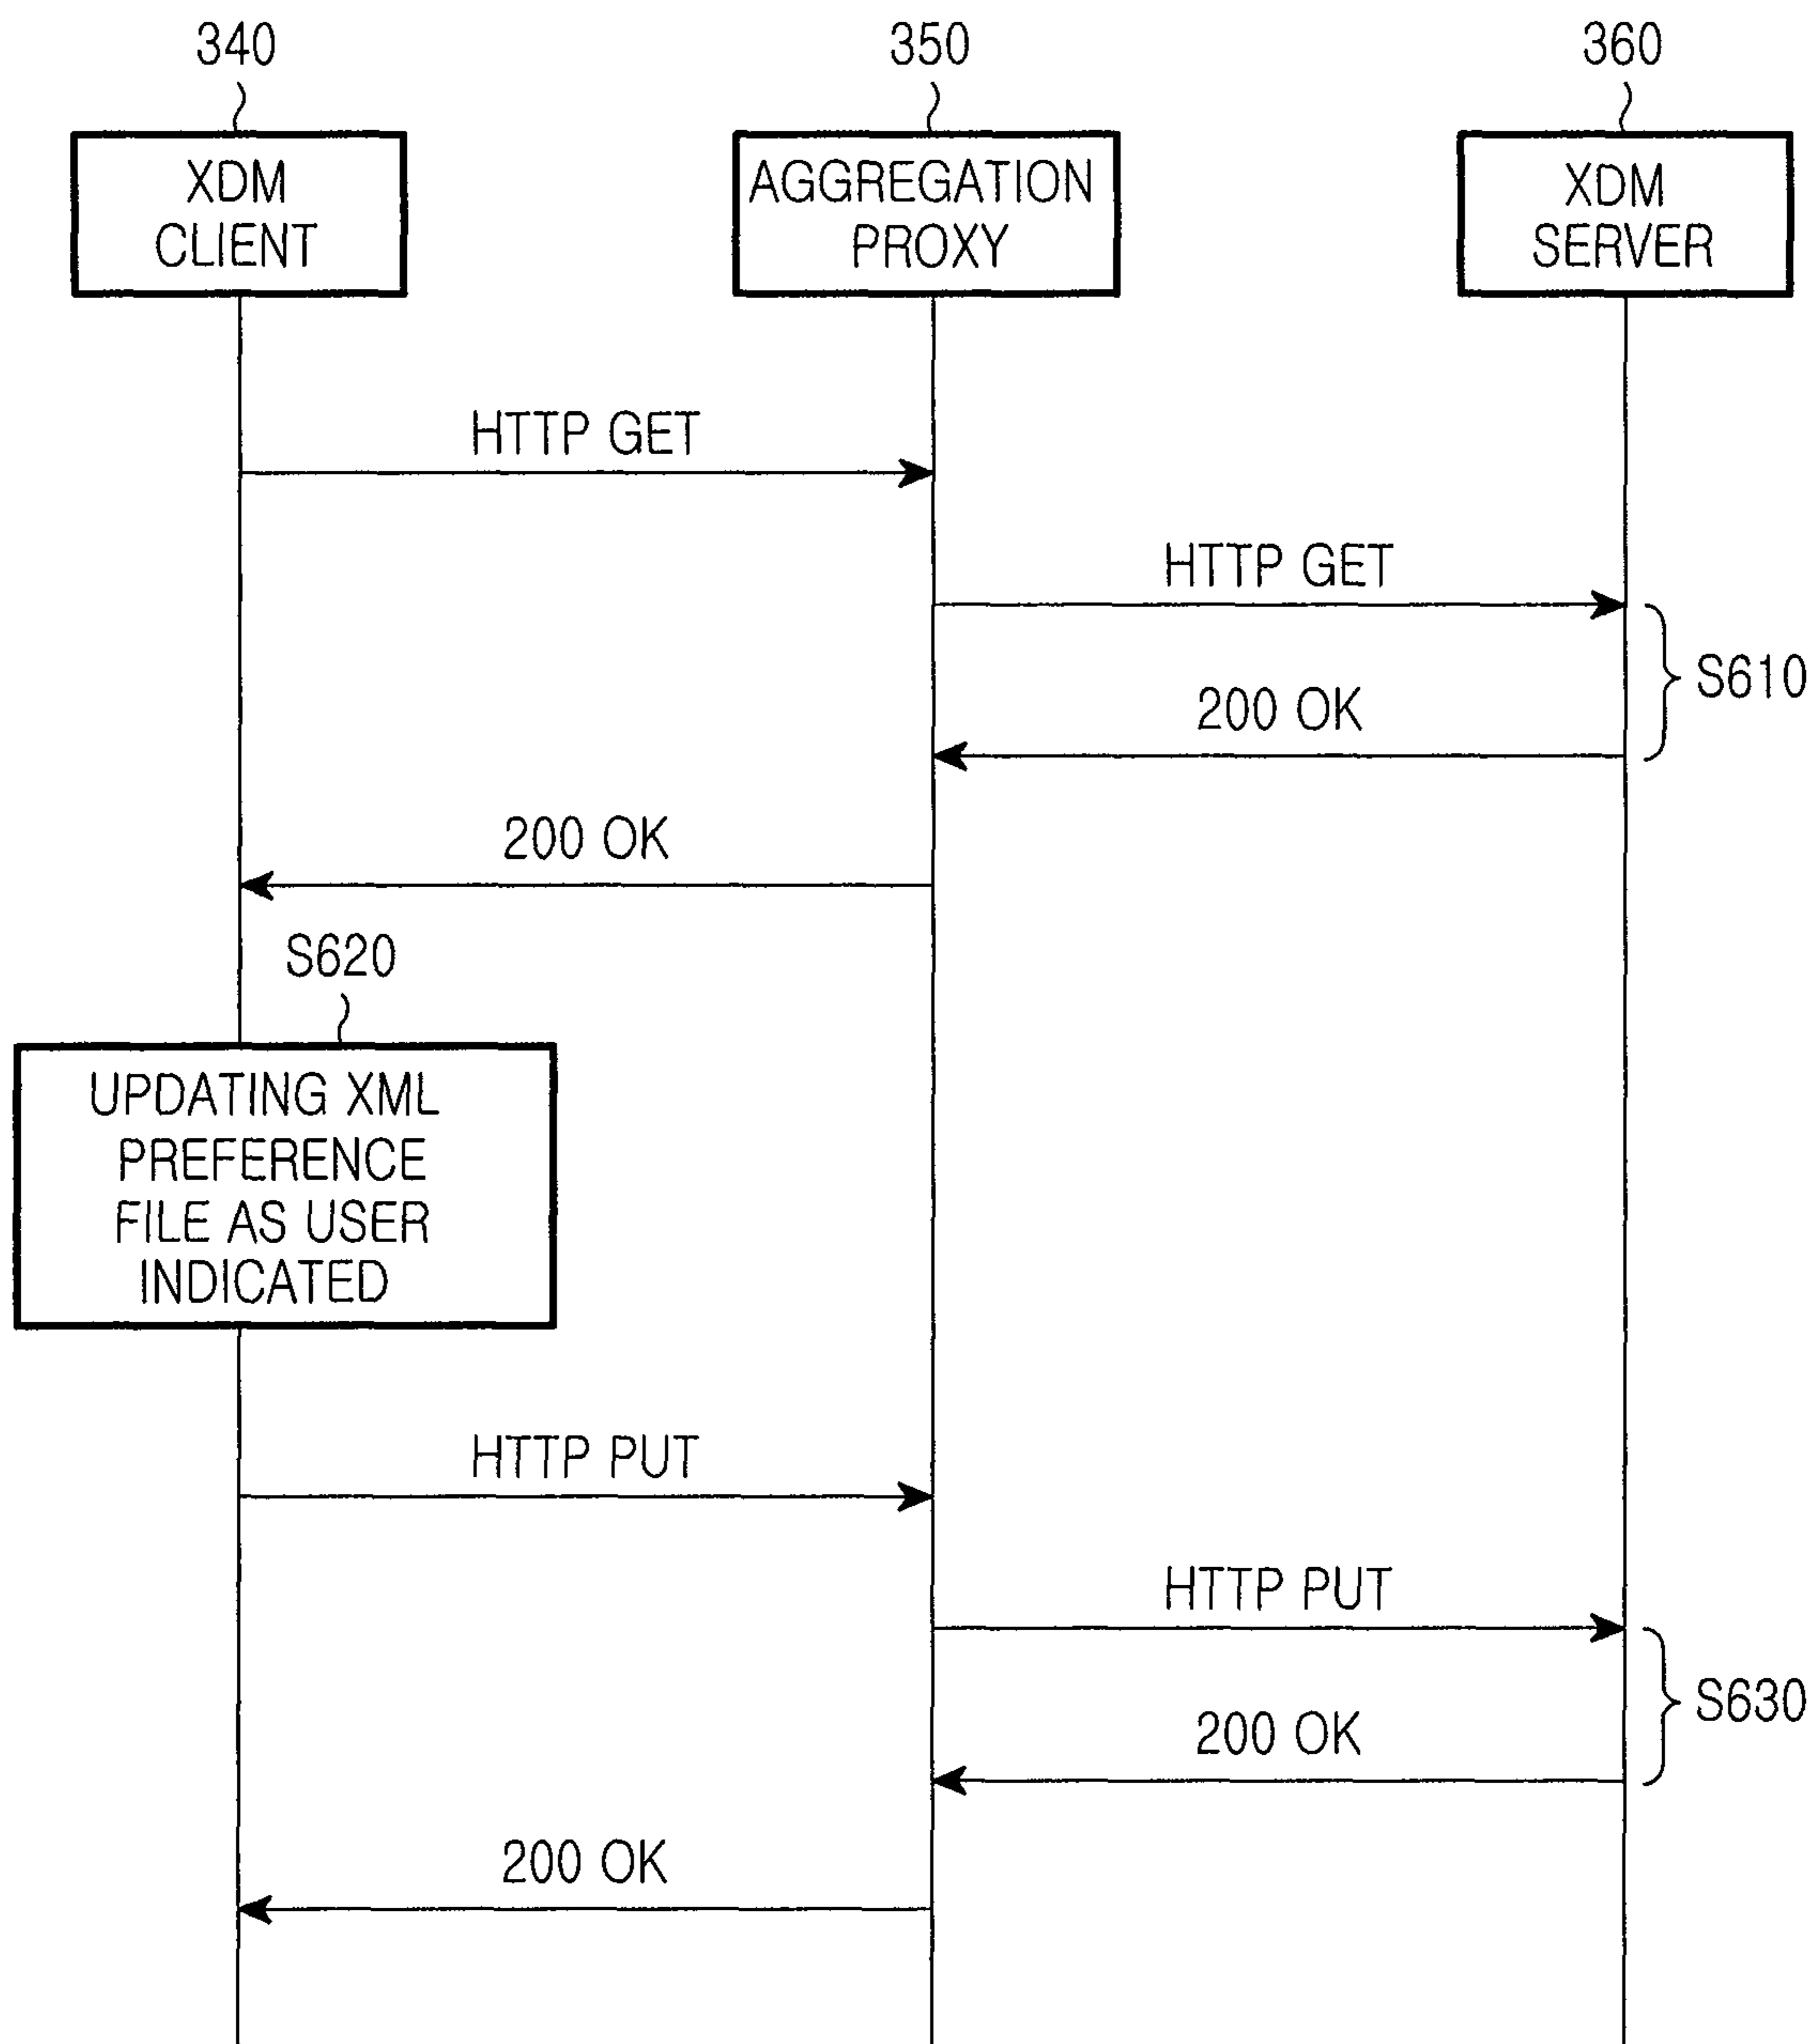 340
350
360
XDM
CLIENT
AGGREGATION
PROXY
XDM
SERVER
HTTP GET
HTTP GET
S610
200 OK
200 OK
S620
UPDATING XML
PREFERENCE
FILE AS USER
INDICATED
HTTP PUT
HTTP PUT
S630
200 OK
200 OK